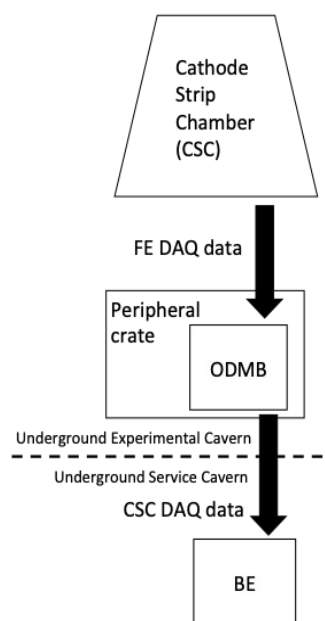 Cathode
Strip
Chamber
(CSC)
FE DAQ data
Peripheral
crate
ODMB
Underground Experimental Cavern
Underground Service Cavern
CSC DAQ data
BE